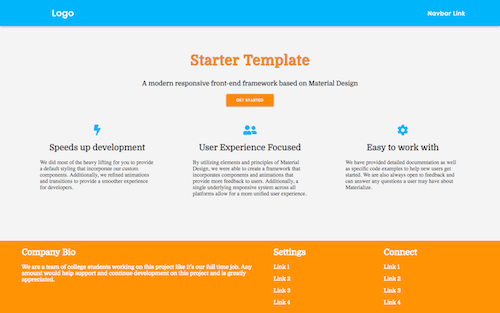 Logo
Navbar Link
Starter Template
A modern responsive front-end framework based on Material Design
GET STARTED
Speeds up development
We did most of the heavy lifting for you to provide
a default styling that incorporate our custom
components. Additionally, we refined animations
and transitions to provide a smoother experience
for developers.
User Experience Focused
By utilizing elements and principles of Material
Design, we were able to create a framework that
incorporates components and animations that
provide more feedback to users. Additionally, a
single underlying responsive system across all
platforms allow for a more unified user experience.
Easy to work with
We have provided detailed documentation as well
as specific code examples to help new users get
started. We are also always open to feedback and
can answer any questions a user may have about
Materialize.
Company Bio
We are a team of college students working on this project like it's our full time job. Any
amount would help support and continue development on this project and is greatly
appreciated.
Settings
Link 1
Link 2
Link 3
Link 4
Connect
Link 1
Link 2
Link 3
Link 4